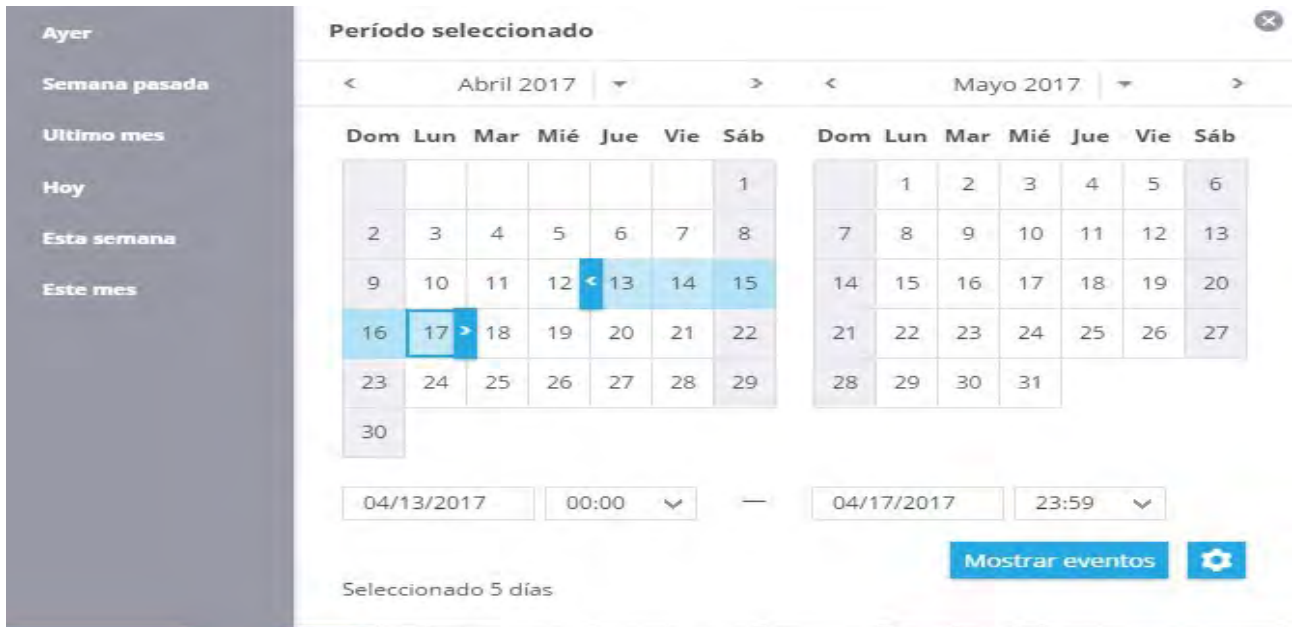 Ayer
Semana pasada
Ultimo mes
Hoy
Esta semana
Este mes
Período seleccionado
< Abril 2017 >
Dom Lun Mar Mié Jue Vie Sáb
1
2 3 4 5 6 7 8
9 10 11 12 < 13 14 15
16 17 > 18 19 20 21 22
23 24 25 26 27 28 29
30
< Mayo 2017 >
Dom Lun Mar Mié Jue Vie Sáb
1 2 3 4 5 6
7 8 9 10 11 12 13
14 15 16 17 18 19 20
21 22 23 24 25 26 27
28 29 30 31
04/13/2017 00:00 — 04/17/2017 23:59
Mostrar eventos
Seleccionado 5 días